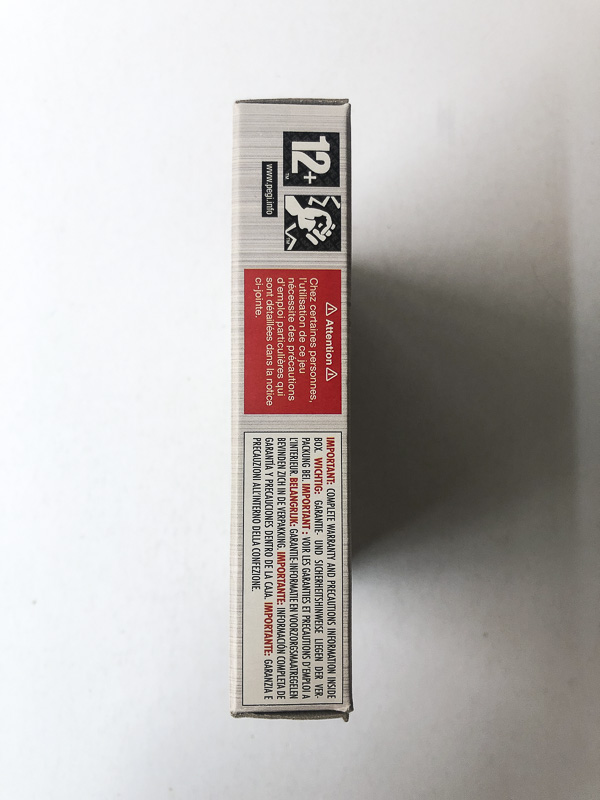 12+
TM
www.pegi.info
⚠ Attention ⚠
Chez certaines personnes,
l'utilisation de ce jeu
nécessite des précautions
d'emploi particulières qui
sont détaillées dans la notice
ci-jointe.
IMPORTANT: COMPLETE WARRANTY AND PRECAUTIONS INFORMATION INSIDE
BOX. WICHTIG: GARANTIE- UND SICHERHEITSHINWEISE LIEGEN DER VER-
PACKUNG BEI. IMPORTANT : VOIR LES GARANTIES ET PRECAUTIONS D'EMPLOI A
L'INTERIEUR. BELANGRIJK: GARANTIE-INFORMATIE EN VOORZORGSMAATREGELEN
BEVINDEN ZICH IN DE VERPAKKING. IMPORTANTE: INFORMACIÓN COMPLETA DE
GARANTÍA Y PRECAUCIONES DENTRO DE LA CAJA. IMPORTANTE: GARANZIA E
PRECAUZIONI ALL'INTERNO DELLA CONFEZIONE.